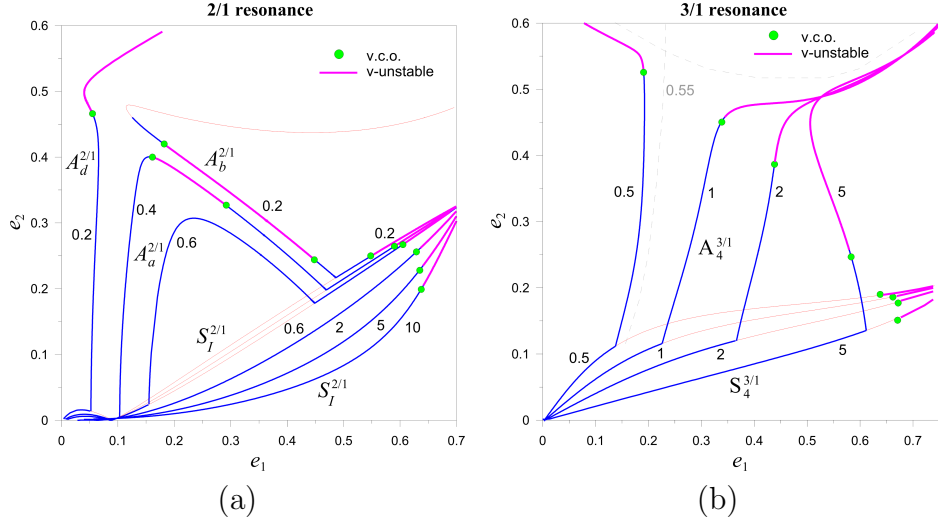 2/1 resonance
v.c.o.
v-unstable
0.6
0.5
0.4
0.3
0.2
0.1
0
e₂
A_d^{2/1}
A_b^{2/1}
0.2
0.4
0.2
0.2
0.6
A_a^{2/1}
S_I^{2/1}
0.6
2
5
10
S_I^{2/1}
0 0.1 0.2 0.3 0.4 0.5 0.6 0.7
e₁
(a)
3/1 resonance
v.c.o.
v-unstable
0.6
0.5
0.4
0.3
0.2
0.1
0
e₂
0.55
0.5
1
2
5
A_4^{3/1}
0.5
1
2
5
S_4^{3/1}
0 0.1 0.2 0.3 0.4 0.5 0.6 0.7
e₁
(b)